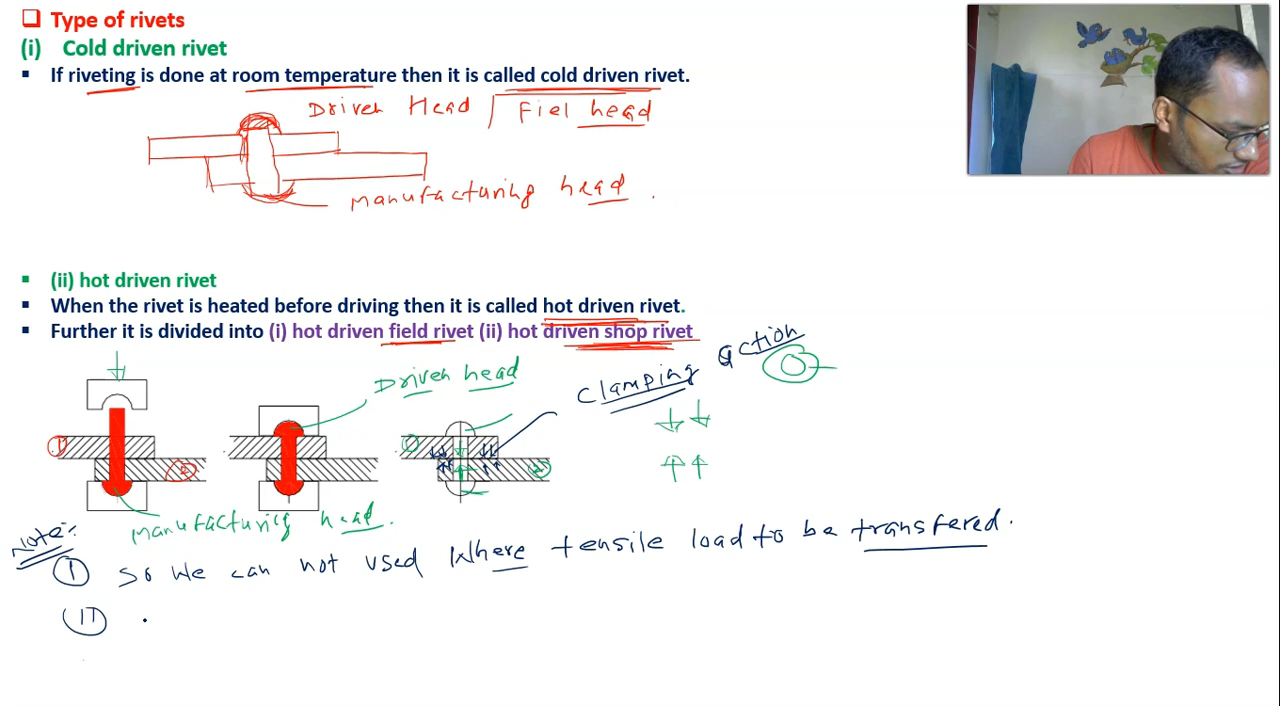 Type of rivets
(i) Cold driven rivet
If riveting is done at room temperature then it is called cold driven rivet.
Driven Head | Fiel head
Manufacturing head.
(ii) hot driven rivet
When the rivet is heated before driving then it is called hot driven rivet.
Further it is divided into (i) hot driven field rivet (ii) hot driven shop rivet
Clamping action
Driven head
1 2
1 2
Manufacturing head.
Note:-
① So we can not used Where tensile load to be transfered.
(II) .